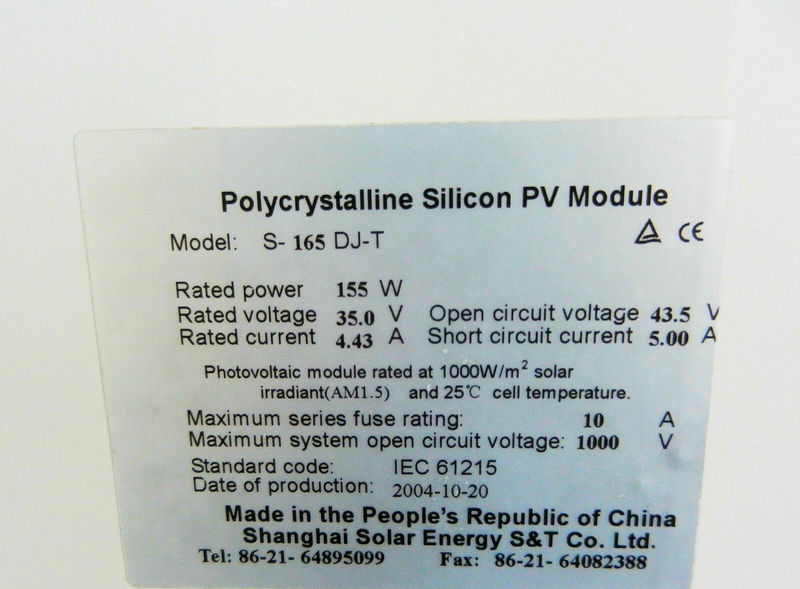 Polycrystalline Silicon PV Module
Model: S- 165 DJ-T CE
Rated power 155 W
Rated voltage 35.0 V Open circuit voltage 43.5 V
Rated current 4.43 A Short circuit current 5.00 A
Photovoltaic module rated at 1000W/m² solar
irradiant(AM1.5) and 25℃ cell temperature.
Maximum series fuse rating: 10 A
Maximum system open circuit voltage: 1000 V
Standard code: IEC 61215
Date of production: 2004-10-20
Made in the People's Republic of China
Shanghai Solar Energy S&T Co. Ltd.
Tel: 86-21- 64895099 Fax: 86-21- 64082388